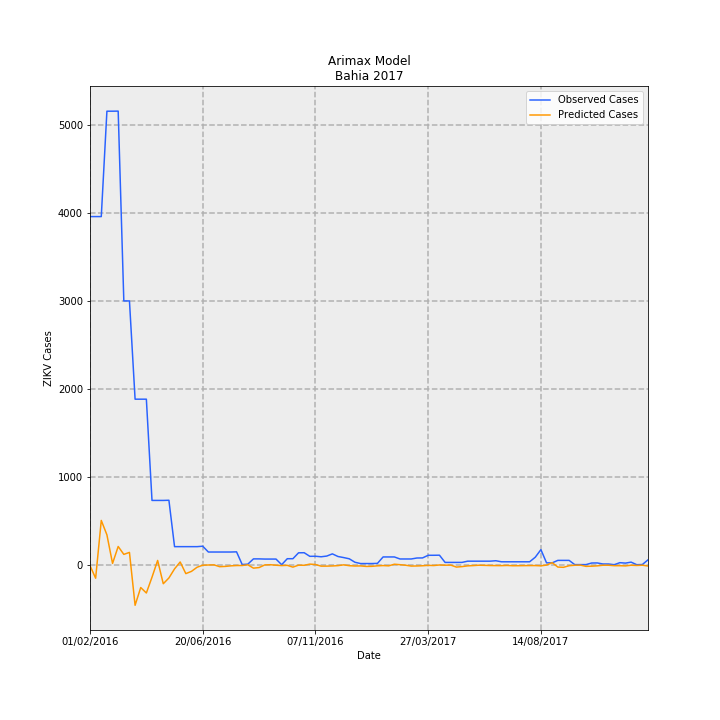 Arimax Model
Bahia 2017
Observed Cases
Predicted Cases
5000
4000
3000
2000
1000
0
ZIKV Cases
01/02/2016
20/06/2016
07/11/2016
27/03/2017
14/08/2017
Date